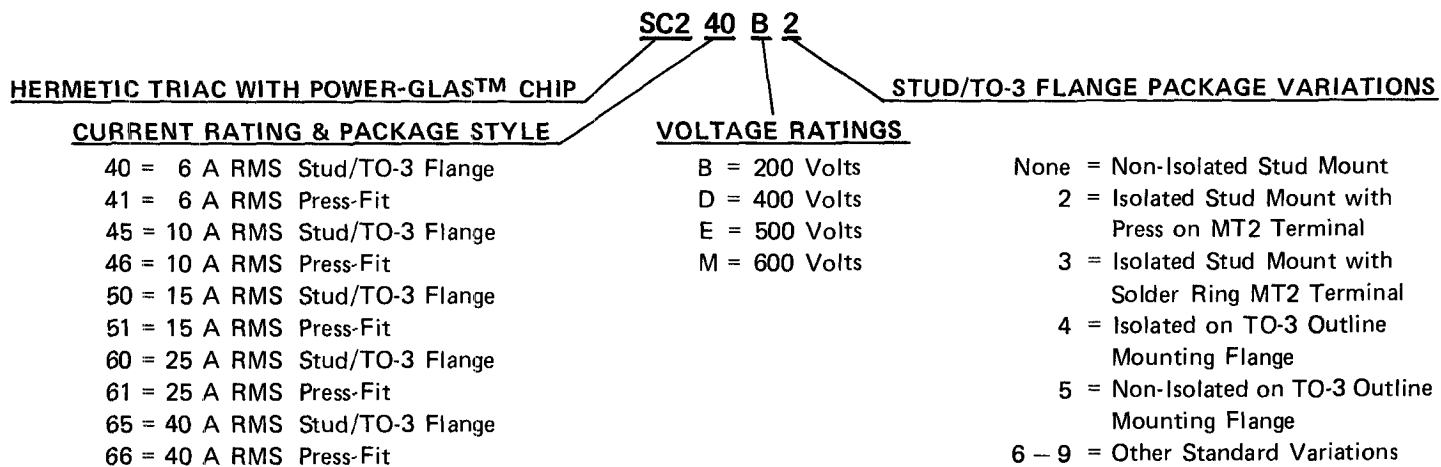 SC2 40 B 2
HERMETIC TRIAC WITH POWER-GLAS™ CHIP
STUD/TO-3 FLANGE PACKAGE VARIATIONS
CURRENT RATING & PACKAGE STYLE
40 = 6 A RMS Stud/TO-3 Flange
41 = 6 A RMS Press-Fit
45 = 10 A RMS Stud/TO-3 Flange
46 = 10 A RMS Press-Fit
50 = 15 A RMS Stud/TO-3 Flange
51 = 15 A RMS Press-Fit
60 = 25 A RMS Stud/TO-3 Flange
61 = 25 A RMS Press-Fit
65 = 40 A RMS Stud/TO-3 Flange
66 = 40 A RMS Press-Fit
VOLTAGE RATINGS
B = 200 Volts
D = 400 Volts
E = 500 Volts
M = 600 Volts
None = Non-Isolated Stud Mount
2 = Isolated Stud Mount with
Press on MT2 Terminal
3 = Isolated Stud Mount with
Solder Ring MT2 Terminal
4 = Isolated on TO-3 Outline
Mounting Flange
5 = Non-Isolated on TO-3 Outline
Mounting Flange
6 – 9 = Other Standard Variations